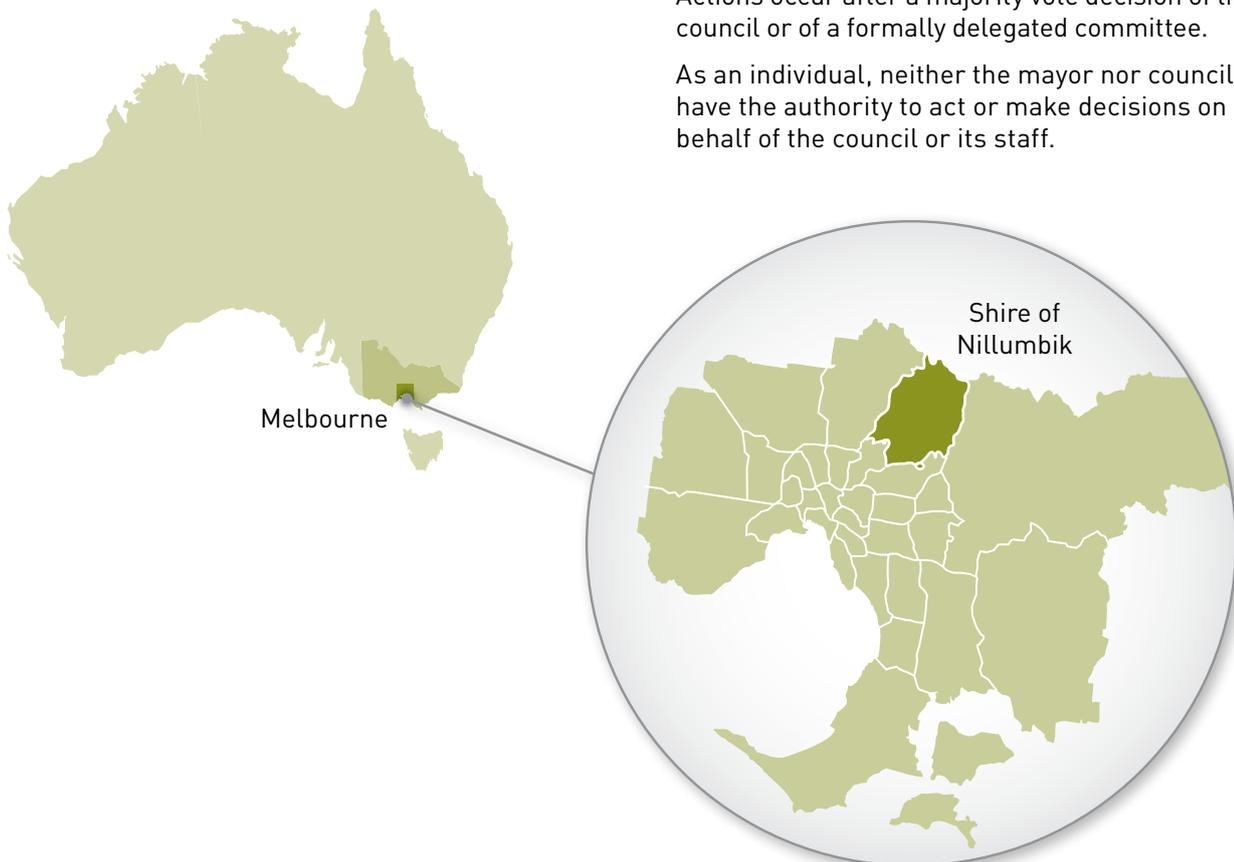 Actions occur after a majority vote decision of
council or of a formally delegated committee.
As an individual, neither the mayor nor
have the authority to act or make decisions on
behalf of the council or its staff.
Shire of
Nillumbik
Melbourne